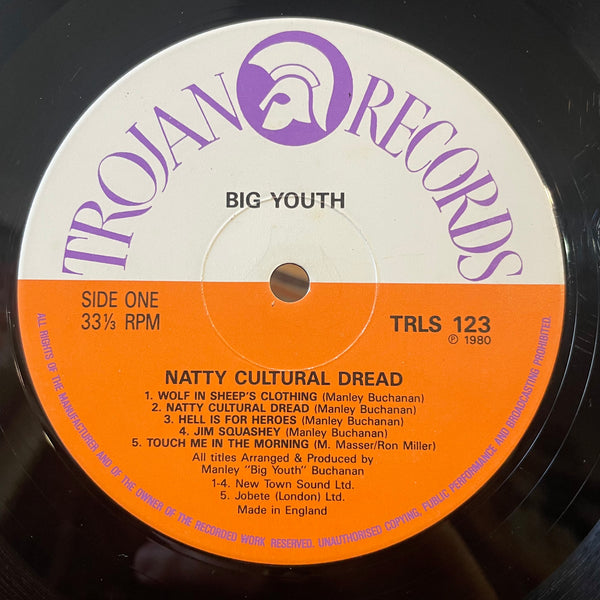 TROJAN RECORDS
BIG YOUTH
SIDE ONE
33⅓ RPM
TRLS 123
℗ 1980
NATTY CULTURAL DREAD
1. WOLF IN SHEEP'S CLOTHING (Manley Buchanan)
2. NATTY CULTURAL DREAD (Manley Buchanan)
3. HELL IS FOR HEROES (Manley Buchanan)
4. JIM SQUASHEY (Manley Buchanan)
5. TOUCH ME IN THE MORNING (M. Masser/Ron Miller)
All titles Arranged & Produced by
Manley "Big Youth" Buchanan
1-4. New Town Sound Ltd.
5. Jobete (London) Ltd.
Made in England
ALL RIGHTS OF THE MANUFACTURER AND OF THE OWNER OF THE RECORDED WORK RESERVED. UNAUTHORISED COPYING, PUBLIC PERFORMANCE AND BROADCASTING PROHIBITED.